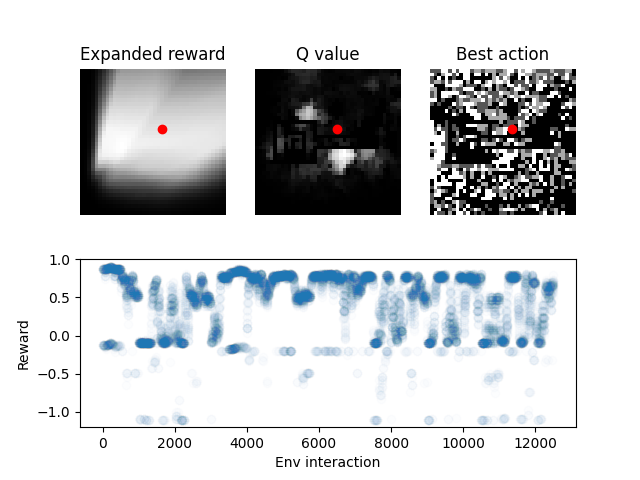 Expanded reward
Q value
Best action
1.0
0.5
0.0
−0.5
−1.0
Reward
0
2000
4000
6000
8000
10000
12000
Env interaction